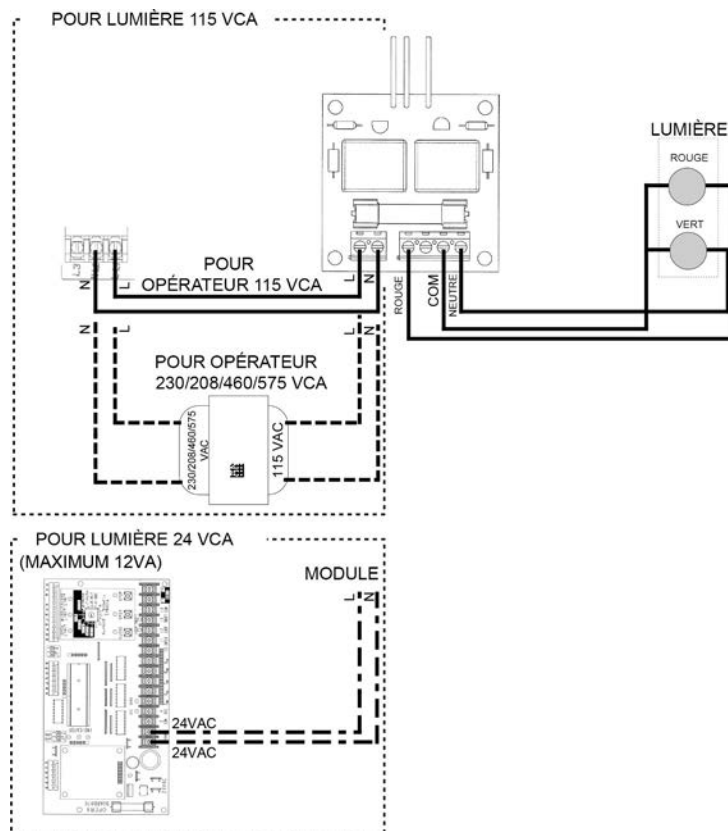 POUR LUMIÈRE 115 VCA
LUMIÈRE
ROUGE
VERT
L3
POUR
OPÉRATEUR 115 VCA
N
L
L
N
ROUGE
COM
NEUTRE
N
L
L
N
POUR OPÉRATEUR
230/208/460/575 VCA
230/208/460/575
VAC
115 VAC
POUR LUMIÈRE 24 VCA
(MAXIMUM 12VA)
MODULE
L
N
24VAC
24VAC